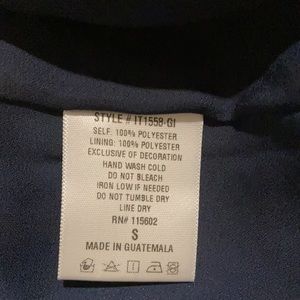 STYLE # IT1558-GI
SELF: 100% POLYESTER
LINING: 100% POLYESTER
EXCLUSIVE OF DECORATION
HAND WASH COLD
DO NOT BLEACH
IRON LOW IF NEEDED
DO NOT TUMBLE DRY
LINE DRY
RN# 115602
S
MADE IN GUATEMALA